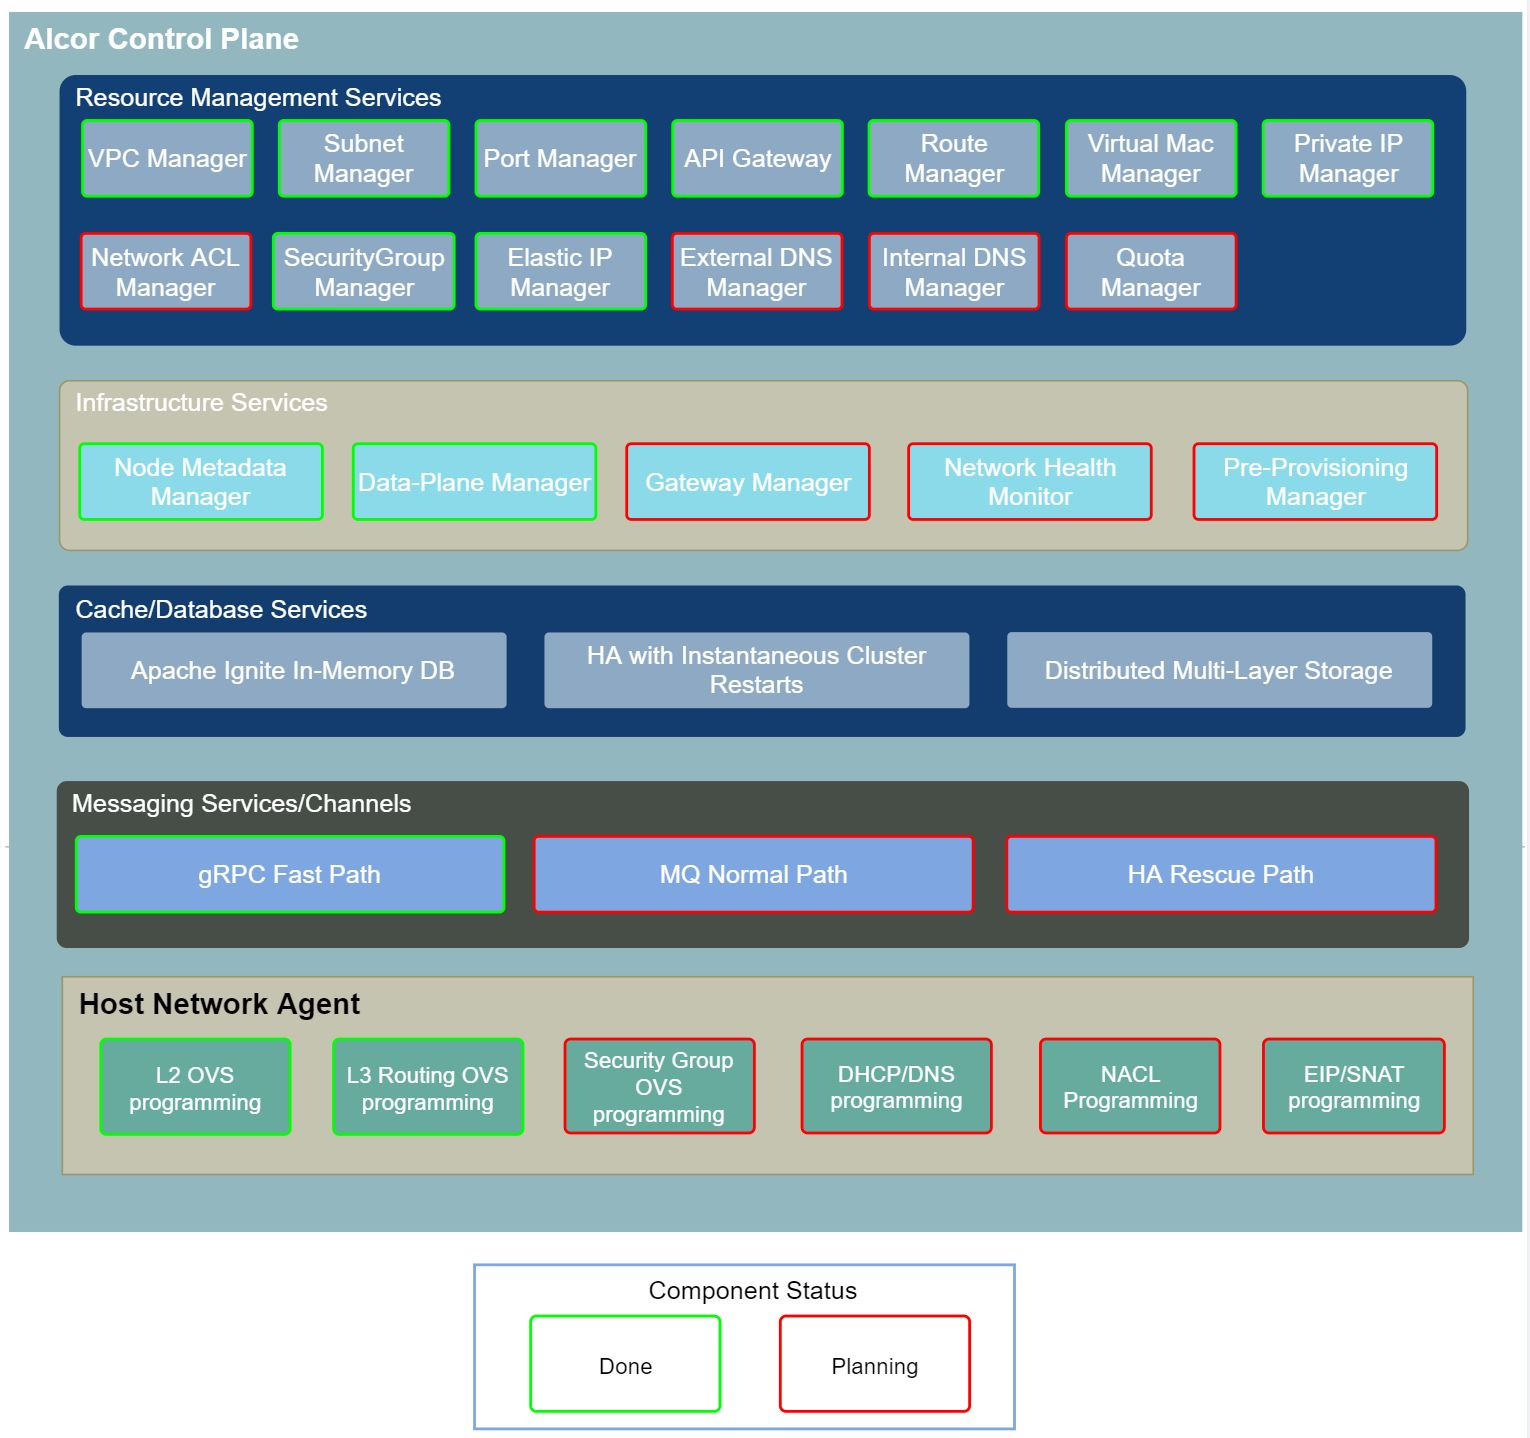 Alcor Control Plane
Resource Management Services
VPC Manager
Subnet
Manager
Port Manager
API Gateway
Route
Manager
Virtual Mac
Manager
Private IP
Manager
Network ACL
Manager
SecurityGroup
Manager
Elastic IP
Manager
External DNS
Manager
Internal DNS
Manager
Quota
Manager
Infrastructure Services
Node Metadata
Manager
Data-Plane Manager
Gateway Manager
Network Health
Monitor
Pre-Provisioning
Manager
Cache/Database Services
Apache Ignite In-Memory DB
HA with Instantaneous Cluster
Restarts
Distributed Multi-Layer Storage
Messaging Services/Channels
gRPC Fast Path
MQ Normal Path
HA Rescue Path
Host Network Agent
L2 OVS
programming
L3 Routing OVS
programming
Security Group
OVS
programming
DHCP/DNS
programming
NACL
Programming
EIP/SNAT
programming
Component Status
Done
Planning